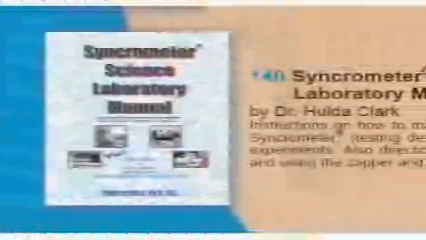 Syncrometer®
Science
Laboratory
Manual
140 Syncrometer®
Laboratory M
by Dr. Hulda Clark
Instructions on how to ma
Syncrometer® (testing de
experiments. Also directio
and using the zapper and